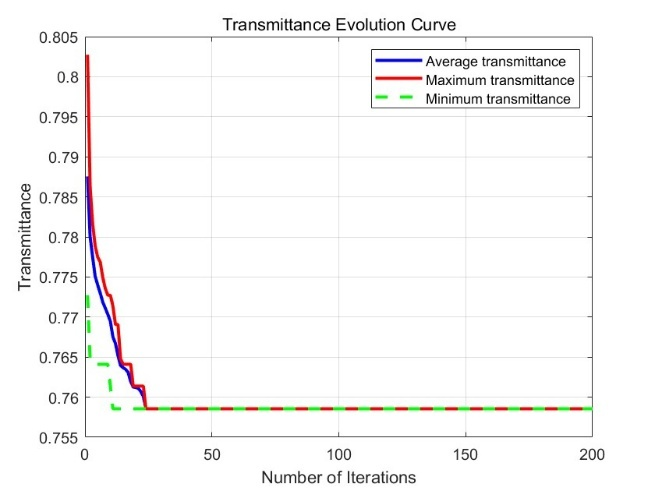 Transmittance Evolution Curve
0.805
0.8
0.795
0.79
0.785
0.78
0.775
0.77
0.765
0.76
0.755
Transmittance
Average transmittance
Maximum transmittance
Minimum transmittance
0 50 100 150 200
Number of Iterations